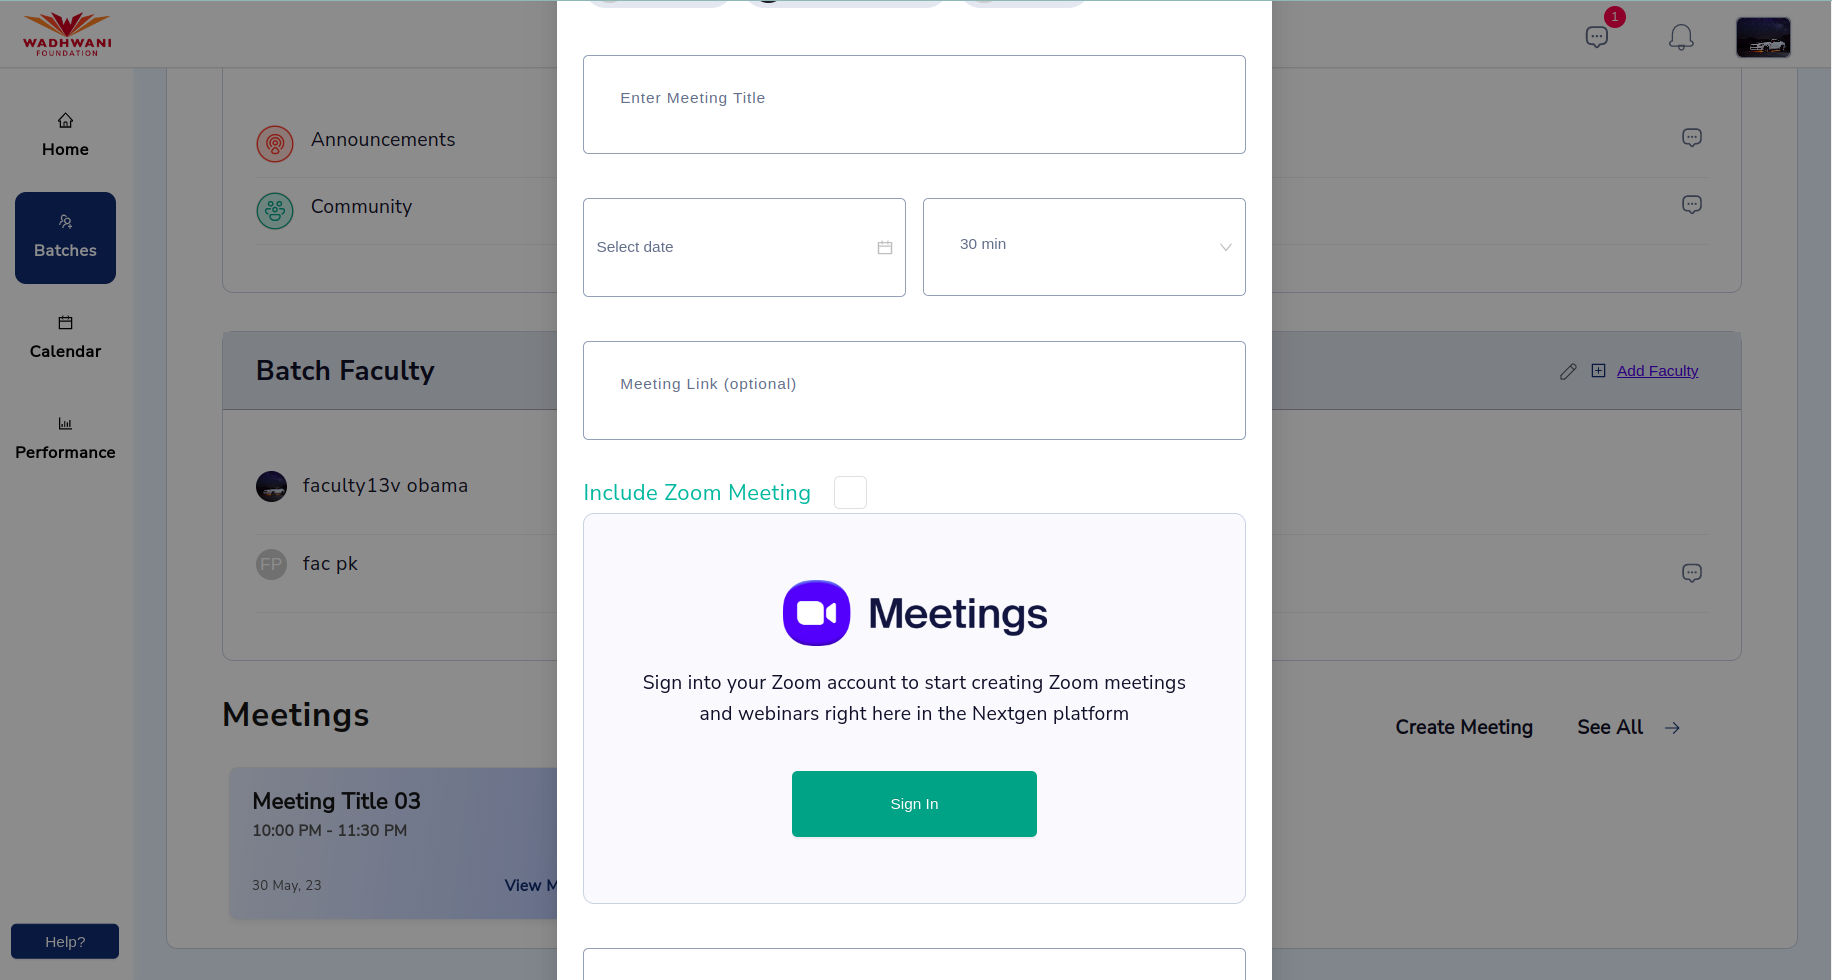 WADHWANI
FOUNDATION
1
Home
Batches
Calendar
Performance
Help?
Announcements
Community
Batch Faculty
Add Faculty
faculty13v obama
FP
fac pk
Meetings
Create Meeting
See All
Meeting Title 03
10:00 PM - 11:30 PM
30 May, 23
View M
Enter Meeting Title
Select date
30 min
Meeting Link (optional)
Include Zoom Meeting
Meetings
Sign into your Zoom account to start creating Zoom meetings
and webinars right here in the Nextgen platform
Sign In